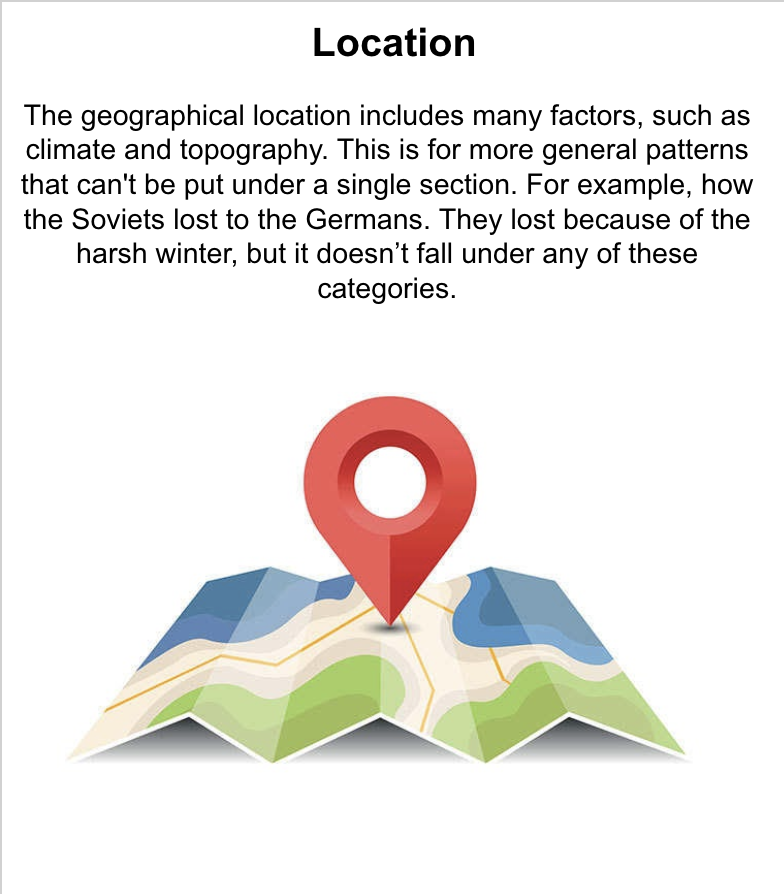 Location
The geographical location includes many factors, such as
climate and topography. This is for more general patterns
that can't be put under a single section. For example, how
the Soviets lost to the Germans. They lost because of the
harsh winter, but it doesn’t fall under any of these
categories.